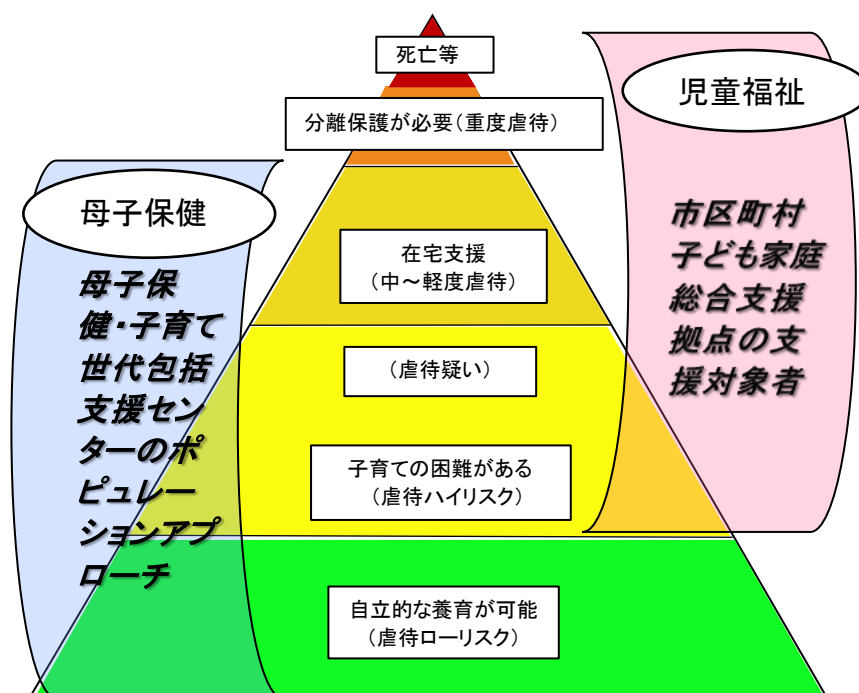 死亡等
分離保護が必要(重度虐待)
児童福祉
市区町村
子ども家庭
総合支援
拠点の支
援対象者
母子保健
母子保
健・子育て
世代包括
支援セン
ターのポ
ピュレー
ションアプ
ローチ
在宅支援
(中~軽度虐待)
(虐待疑い)
子育ての困難がある
(虐待ハイリスク)
自立的な養育が可能
(虐待ローリスク)